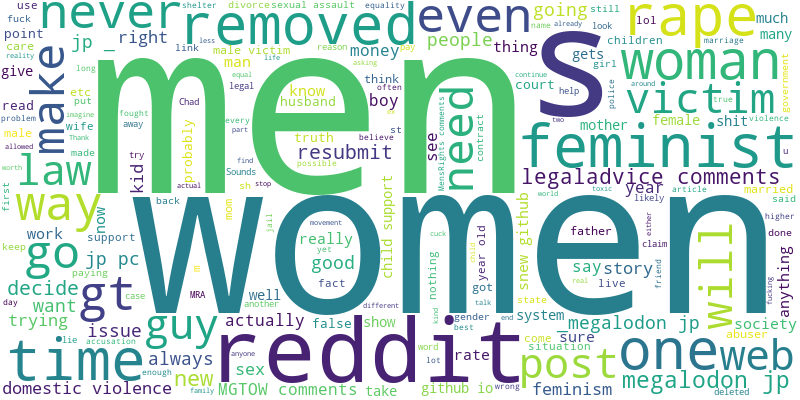 men
s
women
reddit
feminist
woman
victim
rape
removed
never
even
make
law
way
go
gt
time
guy
need
will
one
web
post
legaladvice comments
megalodon jp
megalodon jp
domestic violence
MGTOW comments
github io
snew github
child support
jp pc
jp _
resubmit
people
going
thing
money
boy
right
point
give
read
care
use
fuck
divorce
sexual assault
equality
shelter
less
reason
pay
name
already
look
still
lol
much
many
children
marriage
government
link
male victim
man
life
equal
legal
asking
long
reality
etc
put
problem
imagine
wife
Thank
male
allowed
made
worth
first
fought
away
Chad
probably
try
kid
actual
every
part
find
Sounds
sh
stop
know
husband
truth
think
often
believe
st
possible
see
MensRights comments
contract
court
gets
girl
continue
help
two
police
around
true
violence
mother
female
shit
u
year
likely
toxic
article
married
said
world
higher
done
anything
father
claim
either
friend
say
story
live
real
state
system
_sure
come
situation
society
abuser
deleted
fucking
feminism
year old
got
nothing
talk
gender
best
end
rate
wrong
kind
word
lot
cuck
child
different
show
take
false
fact
really
yet
good
movement
jail
well
another
actually
sex
anyone
mom
m
back
support
MRA
case
always
new
family
enough
accusation
lie
issue
trying
want
decide
paying
work
now
keep
day